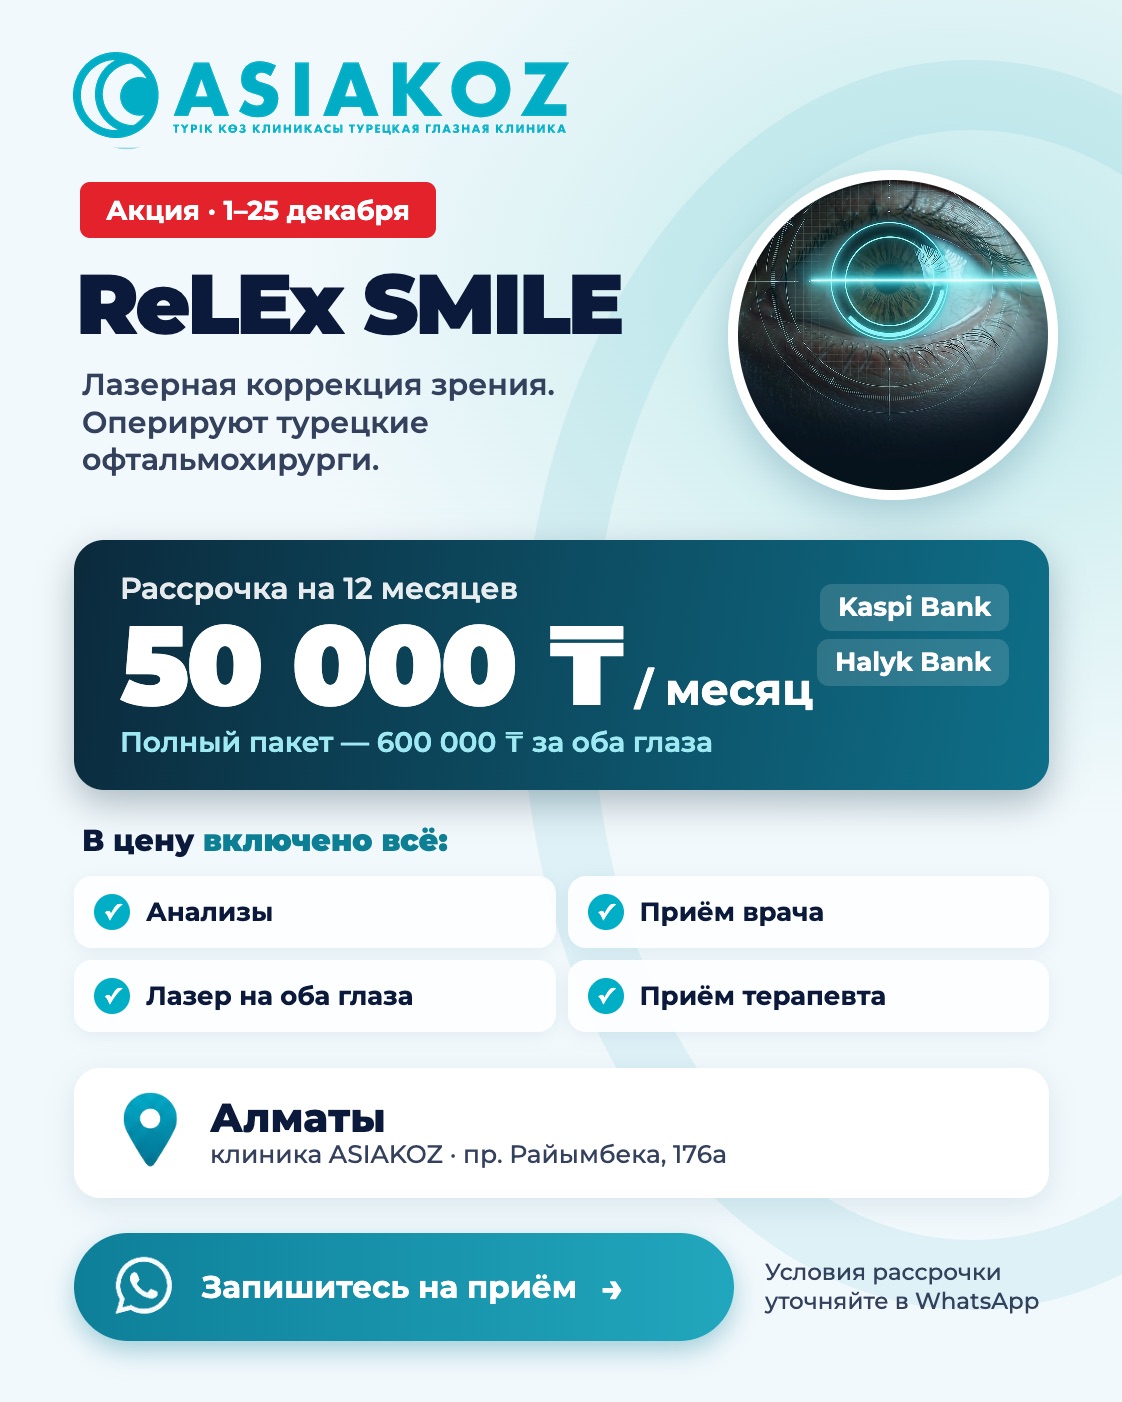 ASIAKOZ
ТҮРІК КӨЗ КЛИНИКАСЫ ТУРЕЦКАЯ ГЛАЗНАЯ КЛИНИКА
Акция · 1–25 декабря
ReLEx SMILE
Лазерная коррекция зрения.
Оперируют турецкие
офтальмохирурги.
Рассрочка на 12 месяцев
50 000 ₸ / месяц
Kaspi Bank
Halyk Bank
Полный пакет — 600 000 ₸ за оба глаза
В цену включено всё:
Анализы
Приём врача
Лазер на оба глаза
Приём терапевта
Алматы
клиника ASIAKOZ · пр. Райымбека, 176а
Запишитесь на приём →
Условия рассрочки
уточняйте в WhatsApp